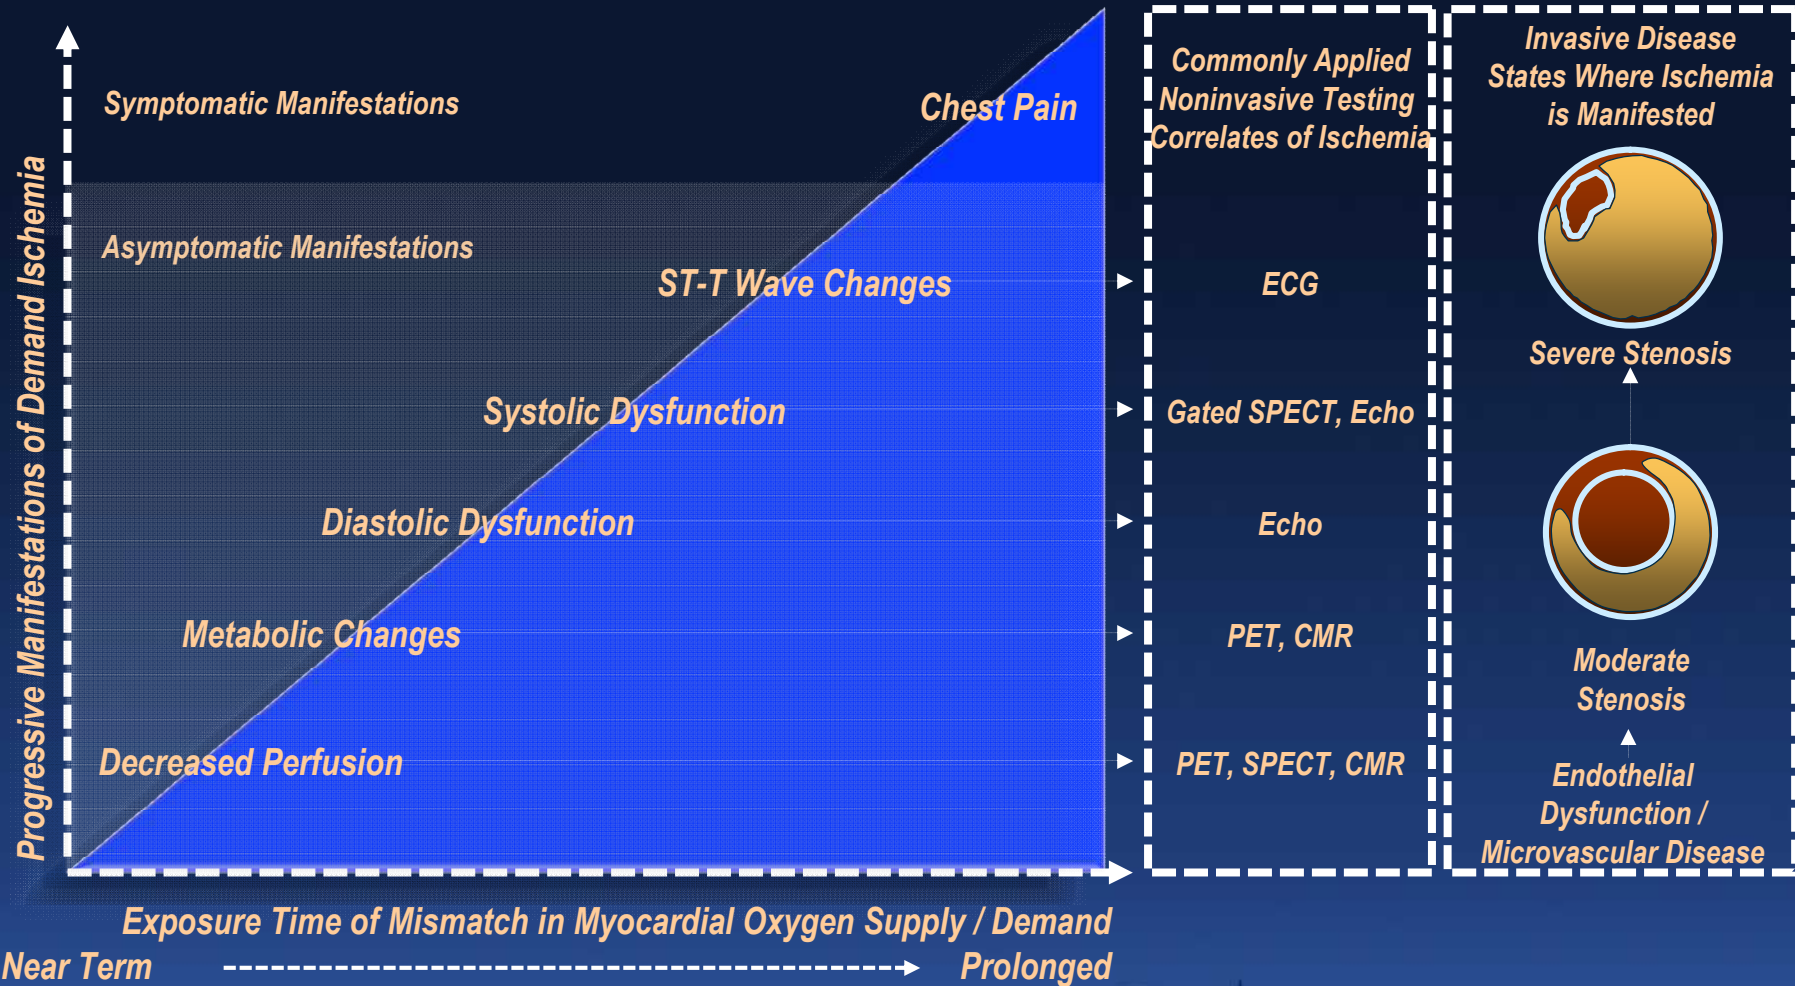 Progressive Manifestations of Demand Ischemia
Symptomatic Manifestations
Chest Pain
Asymptomatic Manifestations
ST-T Wave Changes
Systolic Dysfunction
Diastolic Dysfunction
Metabolic Changes
Decreased Perfusion
Exposure Time of Mismatch in Myocardial Oxygen Supply / Demand
Near Term
Prolonged
Commonly Applied
Noninvasive Testing
Correlates of Ischemia
ECG
Gated SPECT, Echo
Echo
PET, CMR
PET, SPECT, CMR
Invasive Disease
States Where Ischemia
is Manifested
Severe Stenosis
Moderate
Stenosis
Endothelial
Dysfunction /
Microvascular Disease